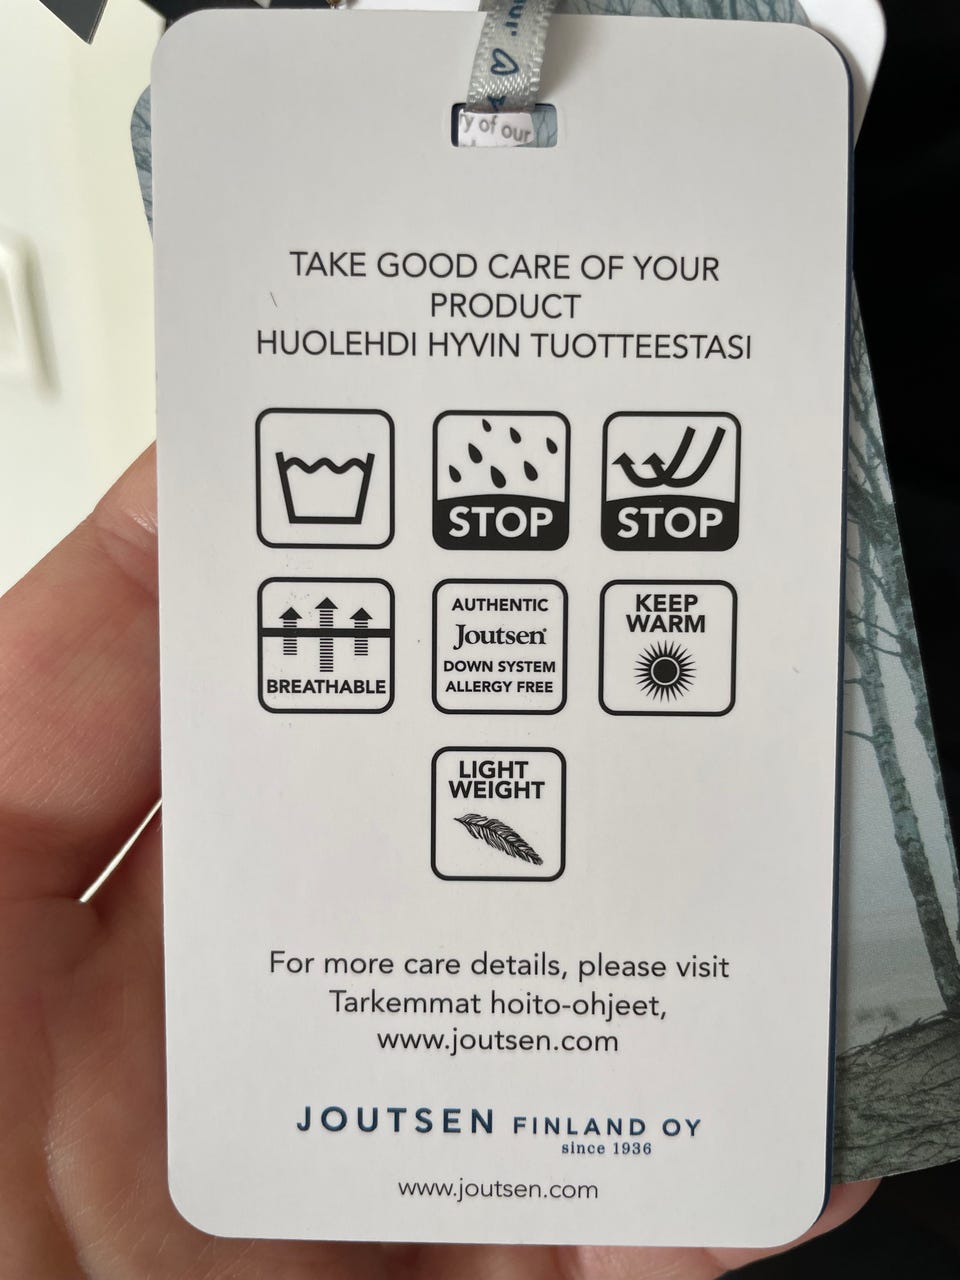 y of our
TAKE GOOD CARE OF YOUR
PRODUCT
HUOLEHDI HYVIN TUOTTEESTASI
STOP
STOP
BREATHABLE
AUTHENTIC
Joutsen®
DOWN SYSTEM
ALLERGY FREE
KEEP
WARM
LIGHT
WEIGHT
For more care details, please visit
Tarkemmat hoito-ohjeet,
www.joutsen.com
JOUTSEN FINLAND OY
since 1936
www.joutsen.com